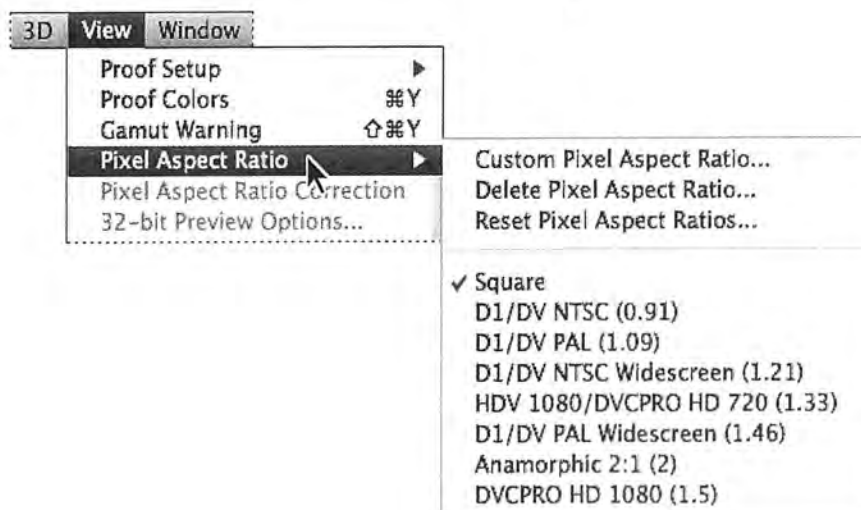 3D View Window
Proof Setup ▶
Proof Colors ⌘Y
Gamut Warning ⇧⌘Y
Pixel Aspect Ratio ▶
Pixel Aspect Ratio Correction
32-bit Preview Options...
Custom Pixel Aspect Ratio...
Delete Pixel Aspect Ratio...
Reset Pixel Aspect Ratios...
✓ Square
D1/DV NTSC (0.91)
D1/DV PAL (1.09)
D1/DV NTSC Widescreen (1.21)
HDV 1080/DVCPRO HD 720 (1.33)
D1/DV PAL Widescreen (1.46)
Anamorphic 2:1 (2)
DVCPRO HD 1080 (1.5)